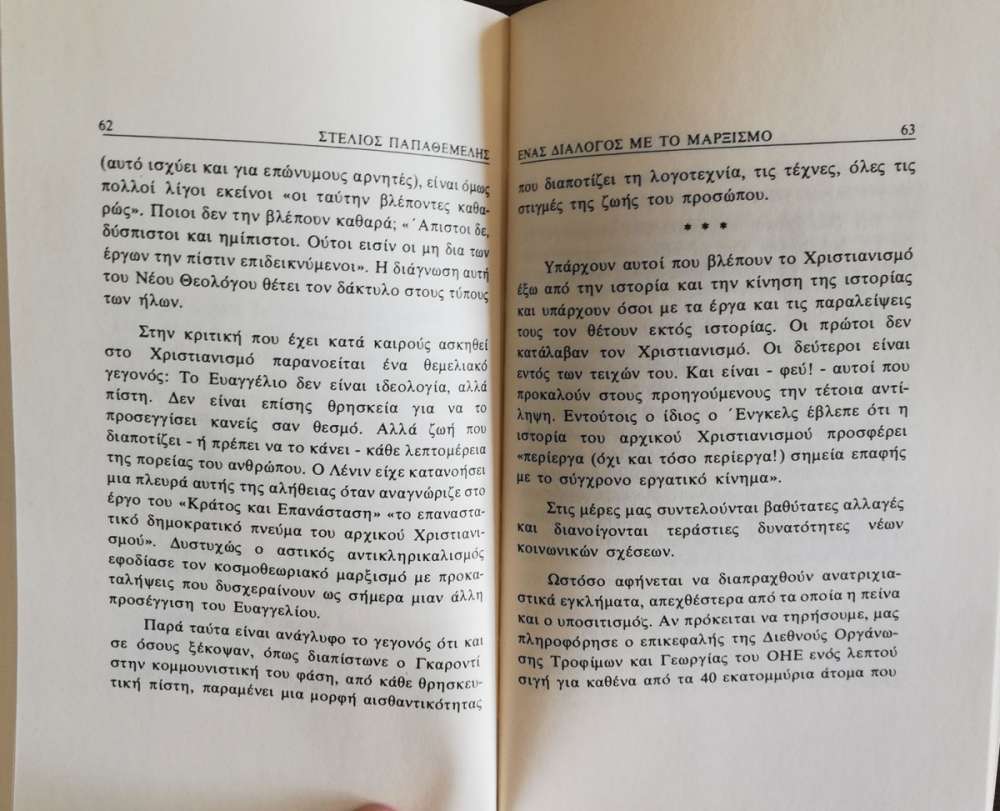 62
ΣΤΕΛΙΟΣ ΠΑΠΑΘΕΜΕΛΗΣ
(αυτό ισχύει και για επώνυμους αρνητές), είναι όμως
πολλοί λίγοι εκείνοι «οι ταύτην βλέποντες καθα-
ρώς». Ποιοι δεν την βλέπουν καθαρά; «΄Απιστοι δε,
δύσπιστοι και ημίπιστοι. Ούτοι εισίν οι μη δια των
έργων την πίστιν επιδεικνύμενοι». Η διάγνωση αυτή
του Νέου Θεολόγου θέτει τον δάκτυλο στους τύπους
των ήλων.
Στην κριτική που έχει κατά καιρούς ασκηθεί
στο Χριστιανισμό παρανοείται ένα θεμελιακό
γεγονός: Το Ευαγγέλιο δεν είναι ιδεολογία, αλλά
πίστη. Δεν είναι επίσης θρησκεία για να το
προσεγγίσει κανείς σαν θεσμό. Αλλά ζωή που
διαποτίζει - ή πρέπει να το κάνει - κάθε λεπτομέρεια
της πορείας του ανθρώπου. Ο Λένιν είχε κατανοήσει
μια πλευρά αυτής της αλήθειας όταν αναγνώριζε στο
έργο του «Κράτος και Επανάσταση» «το επαναστα-
τικό δημοκρατικό πνεύμα του αρχικού Χριστιανι-
σμού». Δυστυχώς ο αστικός αντικληρικαλισμός
εφοδίασε τον κοσμοθεωριακό μαρξισμό με προκα-
ταλήψεις που δυσχεραίνουν ως σήμερα μιαν άλλη
προσέγγιση του Ευαγγελίου.
Παρά ταύτα είναι ανάγλυφο το γεγονός ότι και
σε όσους ξέκοψαν, όπως διαπίστωνε ο Γκαροντί
στην κομμουνιστική του φάση, από κάθε θρησκευ-
τική πίστη, παραμένει μια μορφή αισθαντικότητας
ΕΝΑΣ ΔΙΑΛΟΓΟΣ ΜΕ ΤΟ ΜΑΡΞΙΣΜΟ
63
που διαποτίζει τη λογοτεχνία, τις τέχνες, όλες τις
στιγμές της ζωής του προσώπου.
* * *
Υπάρχουν αυτοί που βλέπουν το Χριστιανισμό
έξω από την ιστορία και την κίνηση της ιστορίας
και υπάρχουν όσοι με τα έργα και τις παραλείψεις
τους τον θέτουν εκτός ιστορίας. Οι πρώτοι δεν
κατάλαβαν τον Χριστιανισμό. Οι δεύτεροι είναι
εντός των τειχών του. Και είναι - φεύ! - αυτοί που
προκαλούν στους προηγούμενους την τέτοια αντί-
ληψη. Εντούτοις ο ίδιος ο ΄Ενγκελς έβλεπε ότι η
ιστορία του αρχικού Χριστιανισμού προσφέρει
«περίεργα (όχι και τόσο περίεργα!) σημεία επαφής
με το σύγχρονο εργατικό κίνημα».
Στις μέρες μας συντελούνται βαθύτατες αλλαγές
και διανοίγονται τεράστιες δυνατότητες νέων
κοινωνικών σχέσεων.
Ωστόσο αφήνεται να διαπραχθούν ανατριχια-
στικά εγκλήματα, απεχθέστερα από τα οποία η πείνα
και ο υποσιτισμός. Αν πρόκειται να τηρήσουμε, μας
πληροφόρησε ο επικεφαλής της Διεθνούς Οργάνω-
σης Τροφίμων και Γεωργίας του ΟΗΕ ενός λεπτού
σιγή για καθένα από τα 40 εκατομμύρια άτομα που